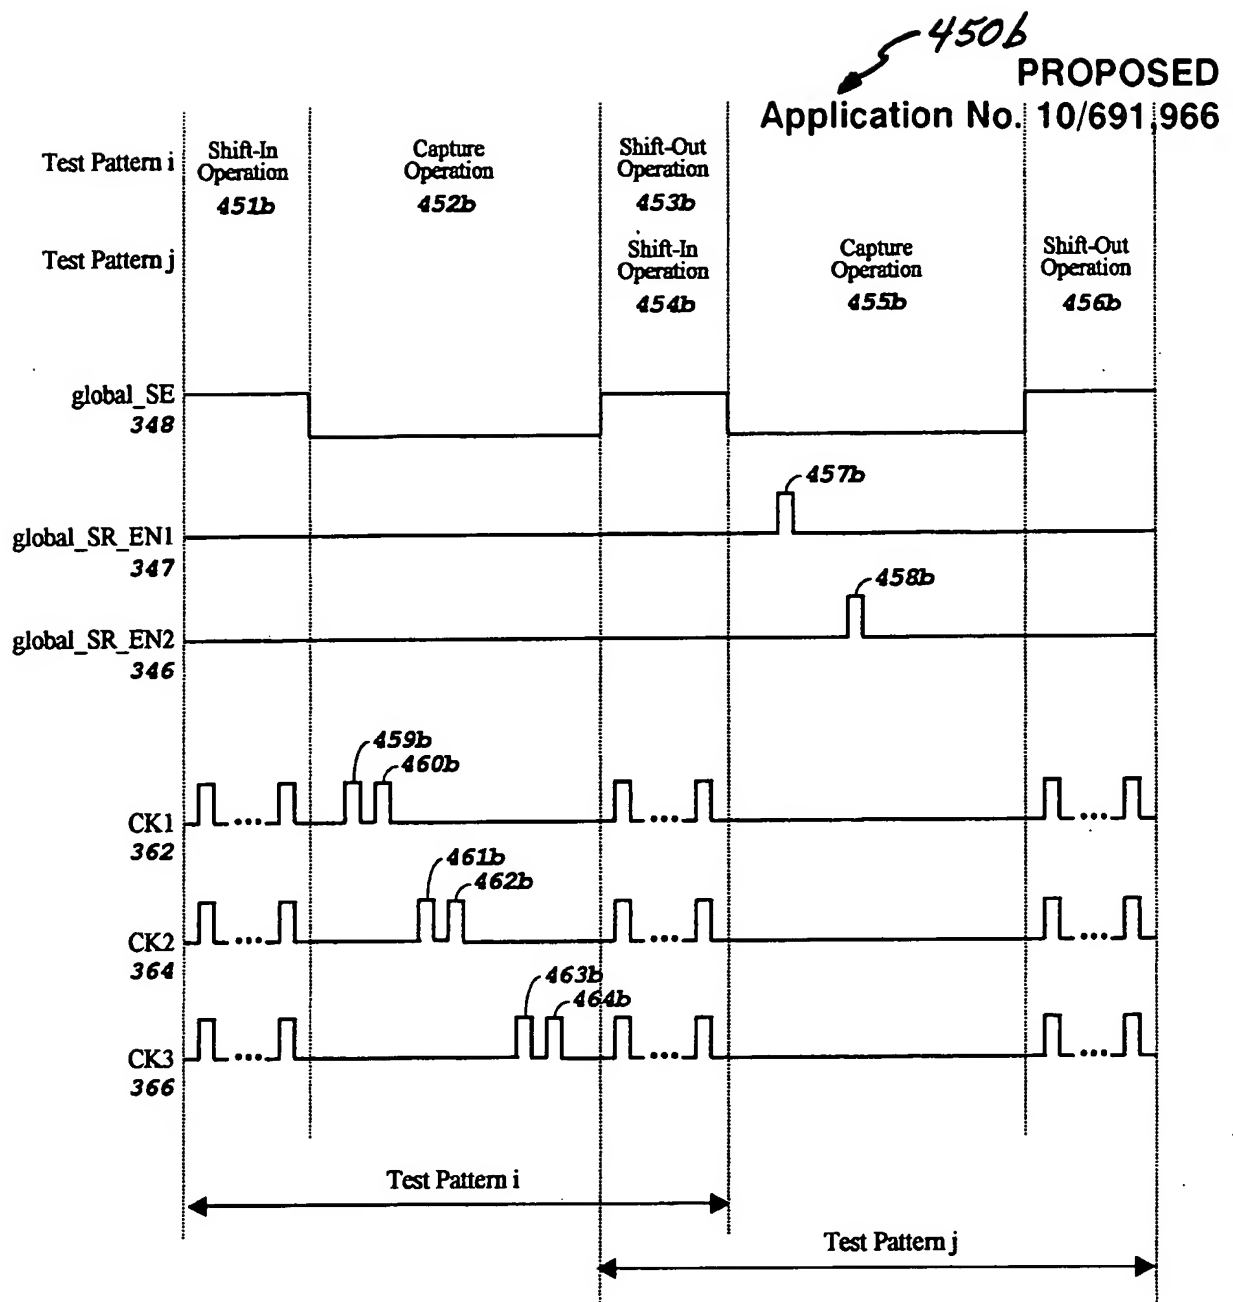 450b
PROPOSED
Application No. 10/691,966
Test Pattern i
Shift-In
Operation
451b
Capture
Operation
452b
Shift-Out
Operation
453b
Test Pattern j
Shift-In
Operation
454b
Capture
Operation
455b
Shift-Out
Operation
456b
global_SE
348
457b
global_SR_EN1
347
458b
global_SR_EN2
346
459b
460b
CK1
362
461b
462b
CK2
364
463b
464b
CK3
366
Test Pattern i
Test Pattern j